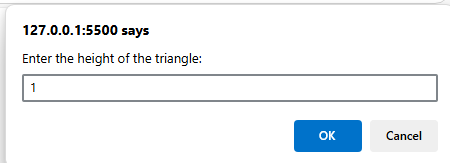 127.0.0.1:5500 says
Enter the height of the triangle:
1
OK Cancel